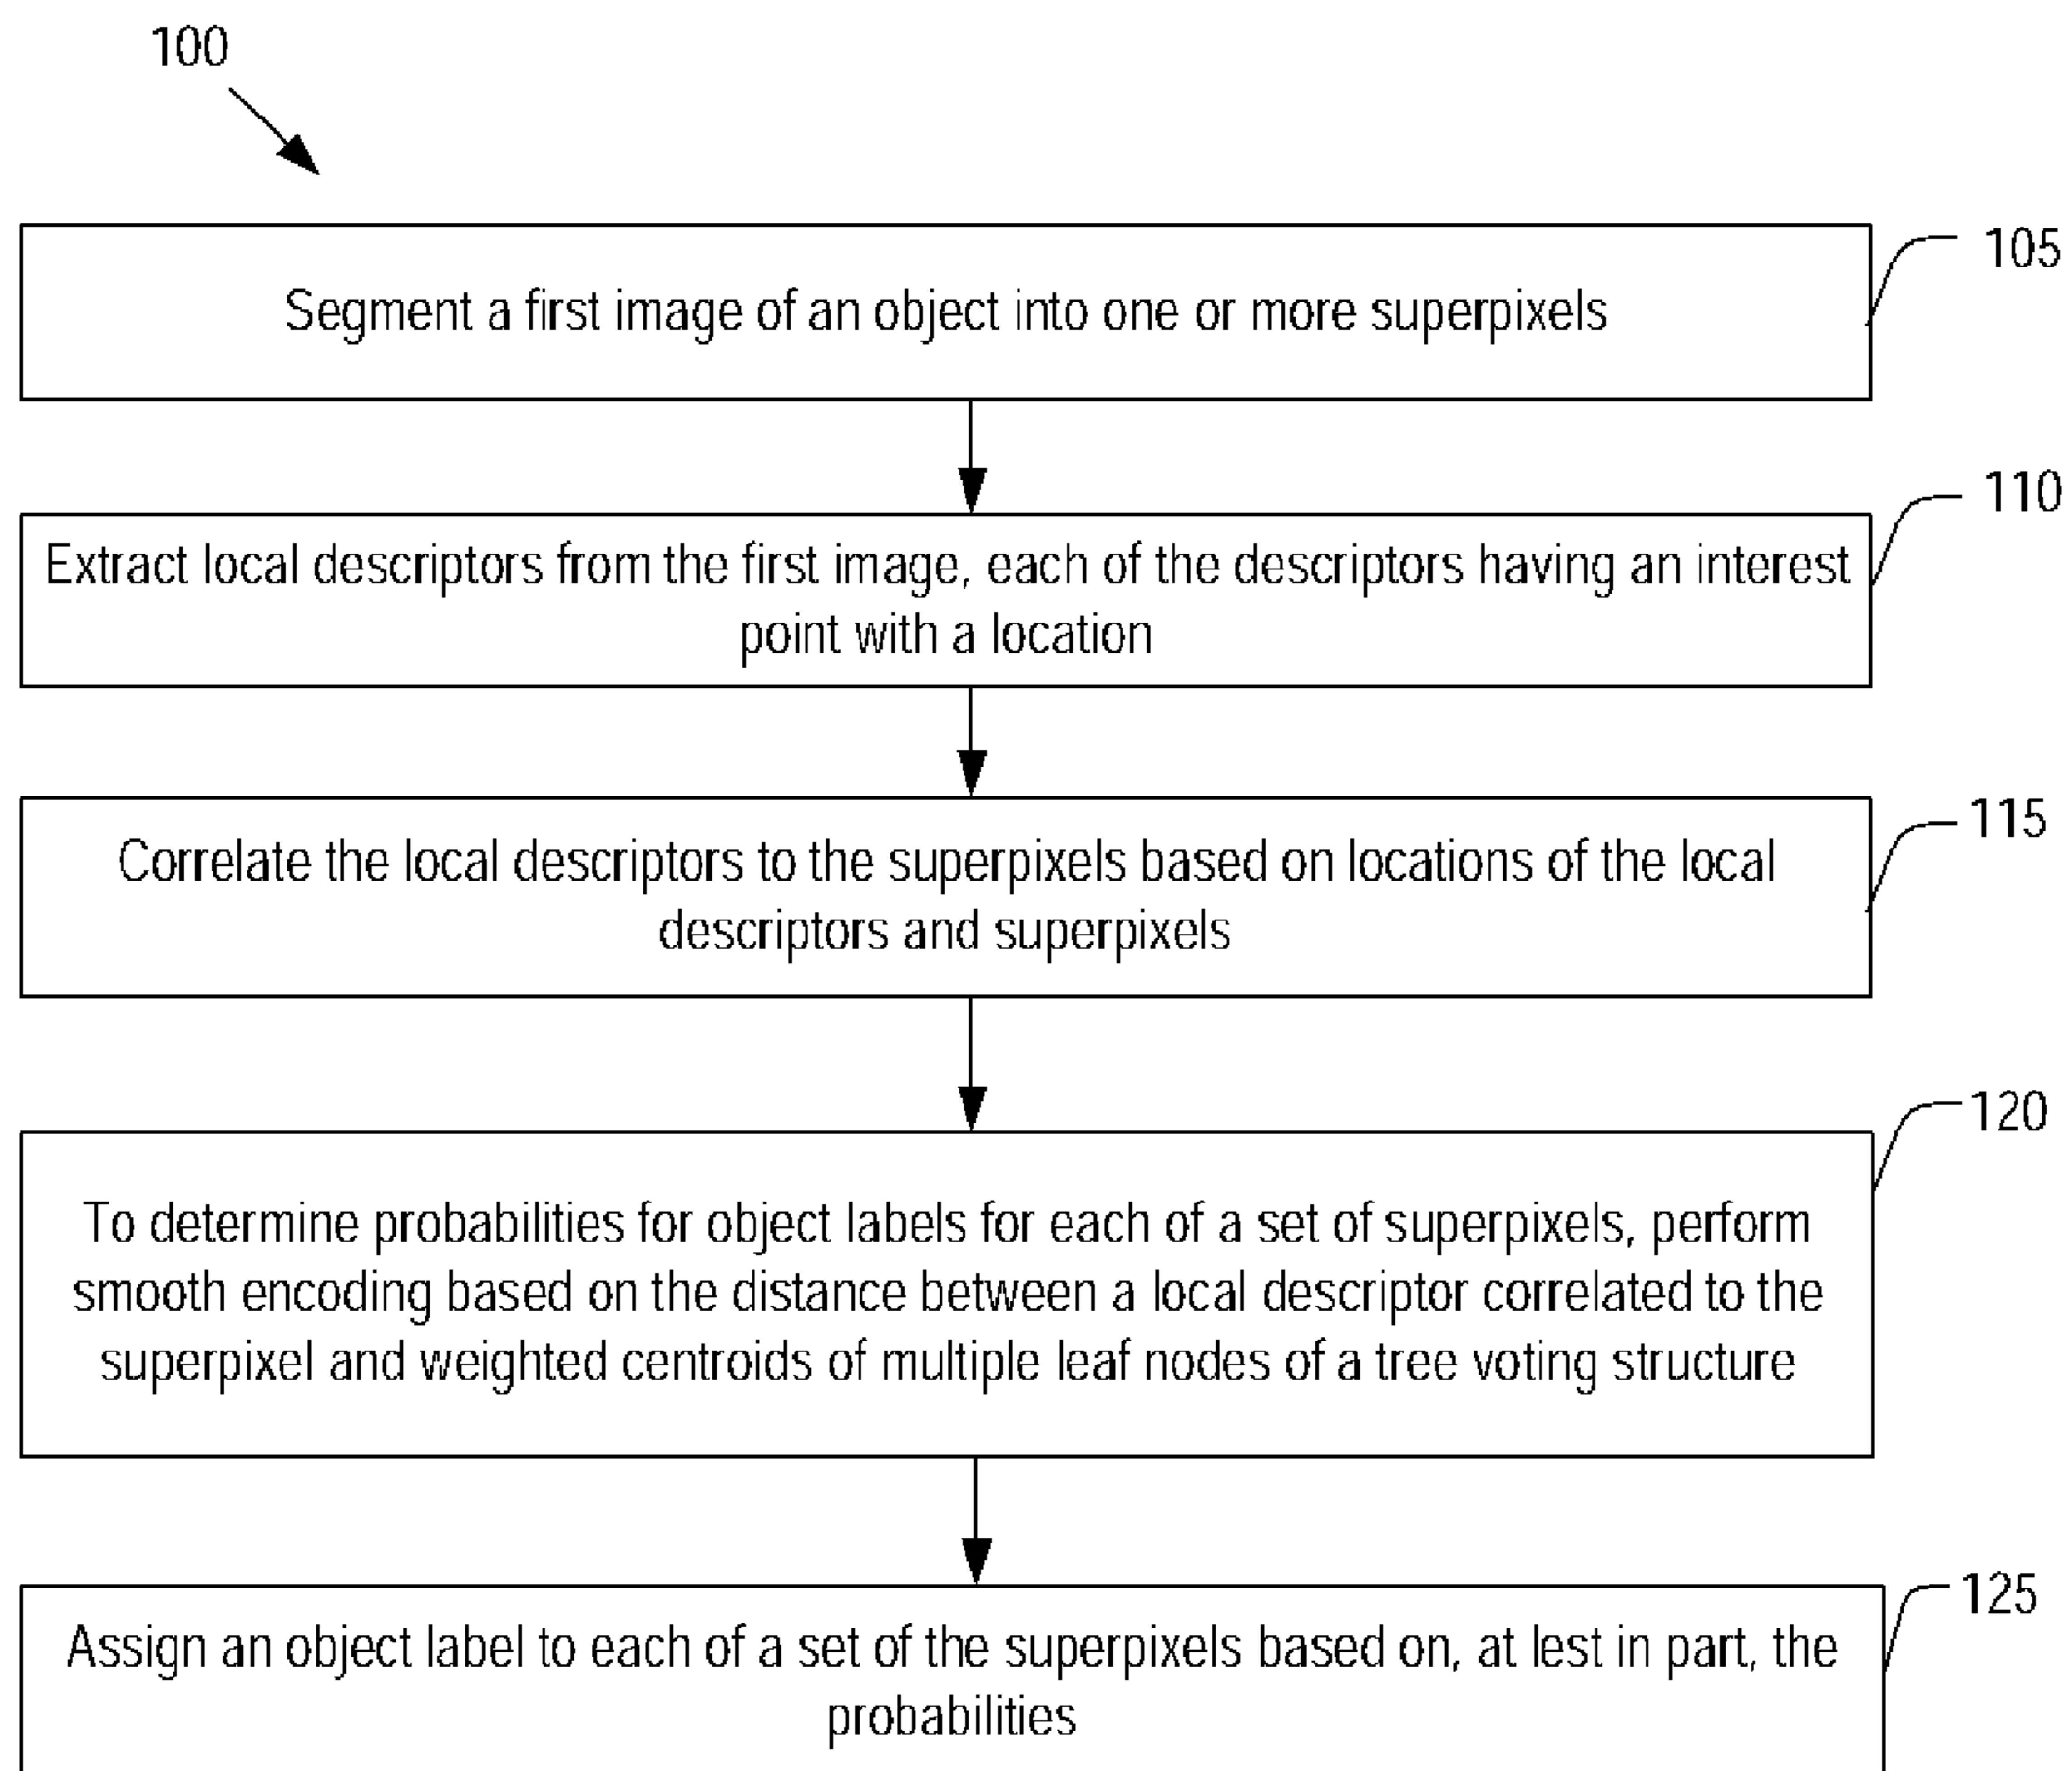 100
105
Segment a first image of an object into one or more superpixels
110
Extract local descriptors from the first image, each of the descriptors having an interest
point with a location
115
Correlate the local descriptors to the superpixels based on locations of the local
descriptors and superpixels
120
To determine probabilities for object labels for each of a set of superpixels, perform
smooth encoding based on the distance between a local descriptor correlated to the
superpixel and weighted centroids of multiple leaf nodes of a tree voting structure
125
Assign an object label to each of a set of the superpixels based on, at lest in part, the
probabilities